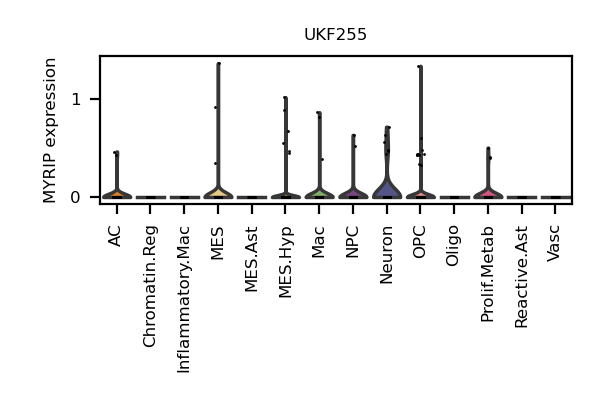 UKF255
MYRIP expression
1
0
AC
Chromatin.Reg
Inflammatory.Mac
MES
MES.Ast
MES.Hyp
Mac
NPC
Neuron
OPC
Oligo
Prolif.Metab
Reactive.Ast
Vasc